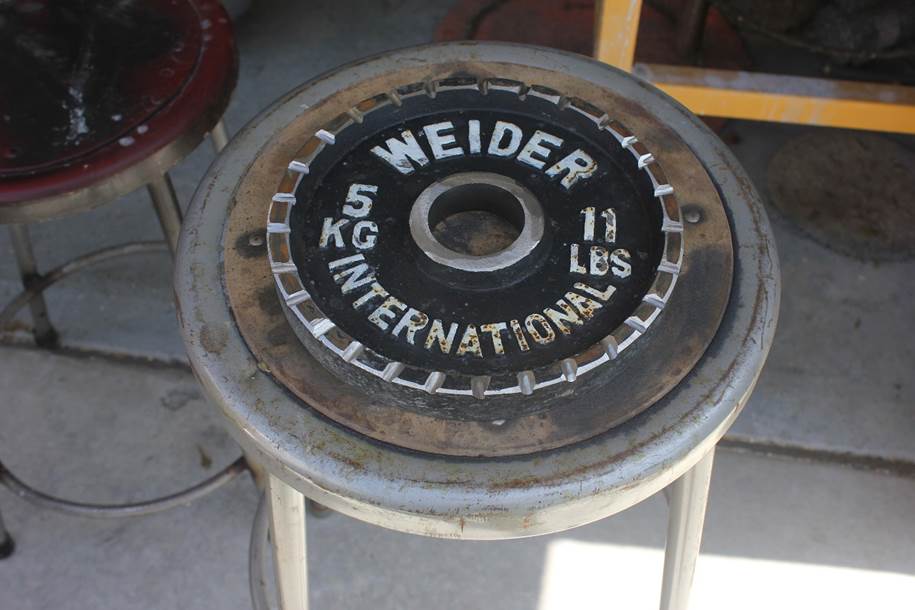 WEIDER
5
KG
11
LBS
INTERNATIONAL